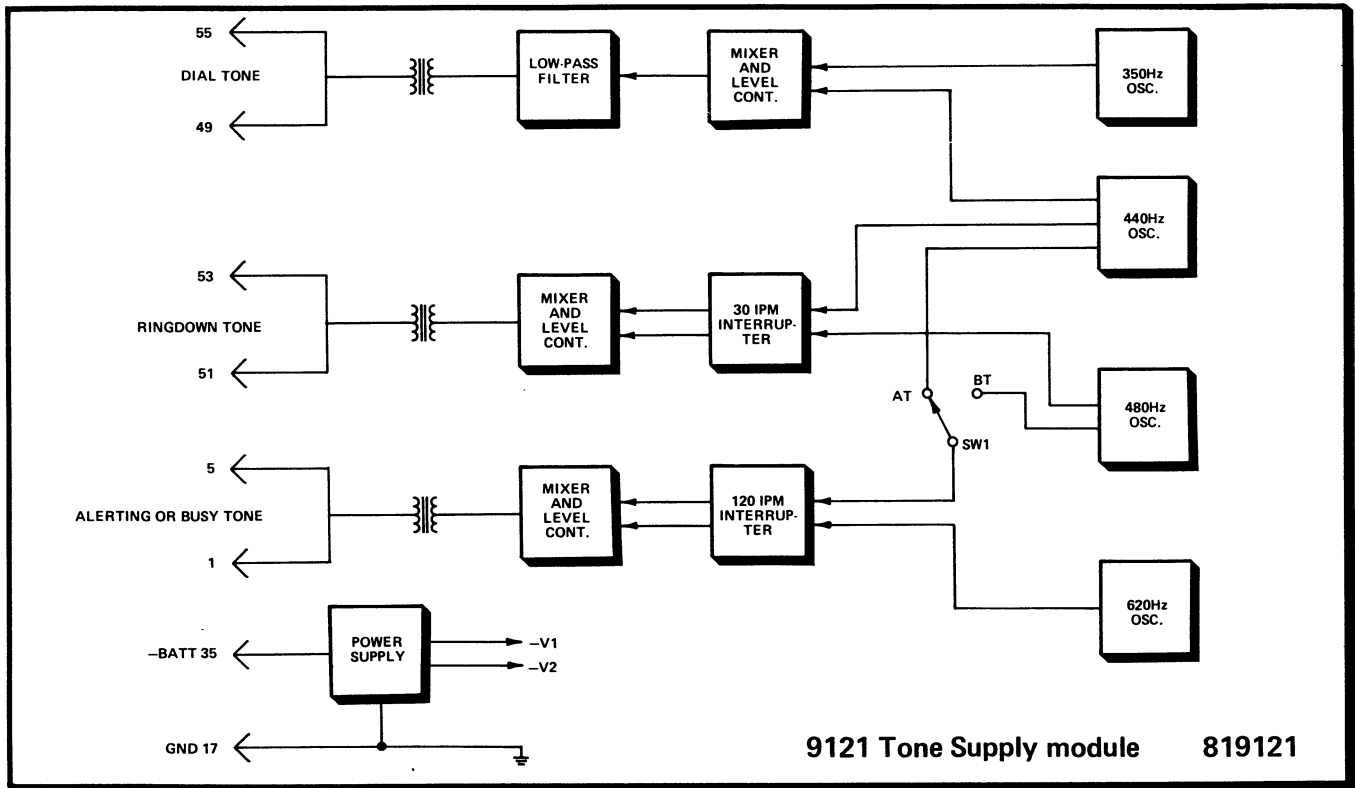 55
DIAL TONE
49
LOW-PASS
FILTER
MIXER
AND
LEVEL
CONT.
350Hz
OSC.
440Hz
OSC.
53
RINGDOWN TONE
51
MIXER
AND
LEVEL
CONT.
30 IPM
INTERRUP-
TER
AT
BT
SW1
480Hz
OSC.
5
ALERTING OR BUSY TONE
1
MIXER
AND
LEVEL
CONT.
120 IPM
INTERRUP-
TER
620Hz
OSC.
–BATT 35
POWER
SUPPLY
–V1
–V2
GND 17
9121 Tone Supply module 819121